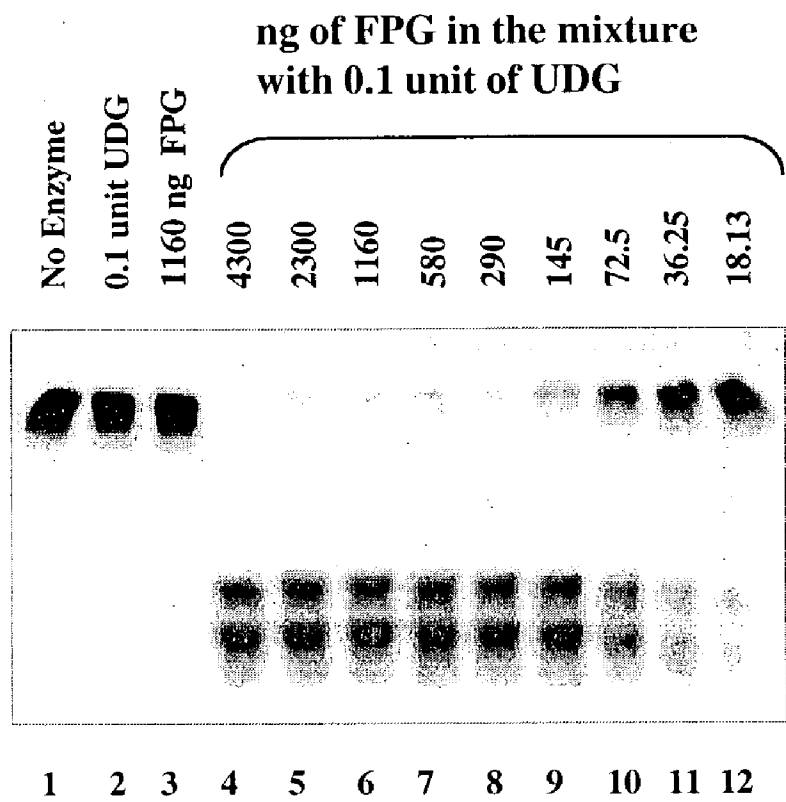 ng of FPG in the mixture
with 0.1 unit of UDG
No Enzyme
0.1 unit UDG
1160 ng FPG
4300
2300
1160
580
290
145
72.5
36.25
18.13
1 2 3 4 5 6 7 8 9 10 11 12